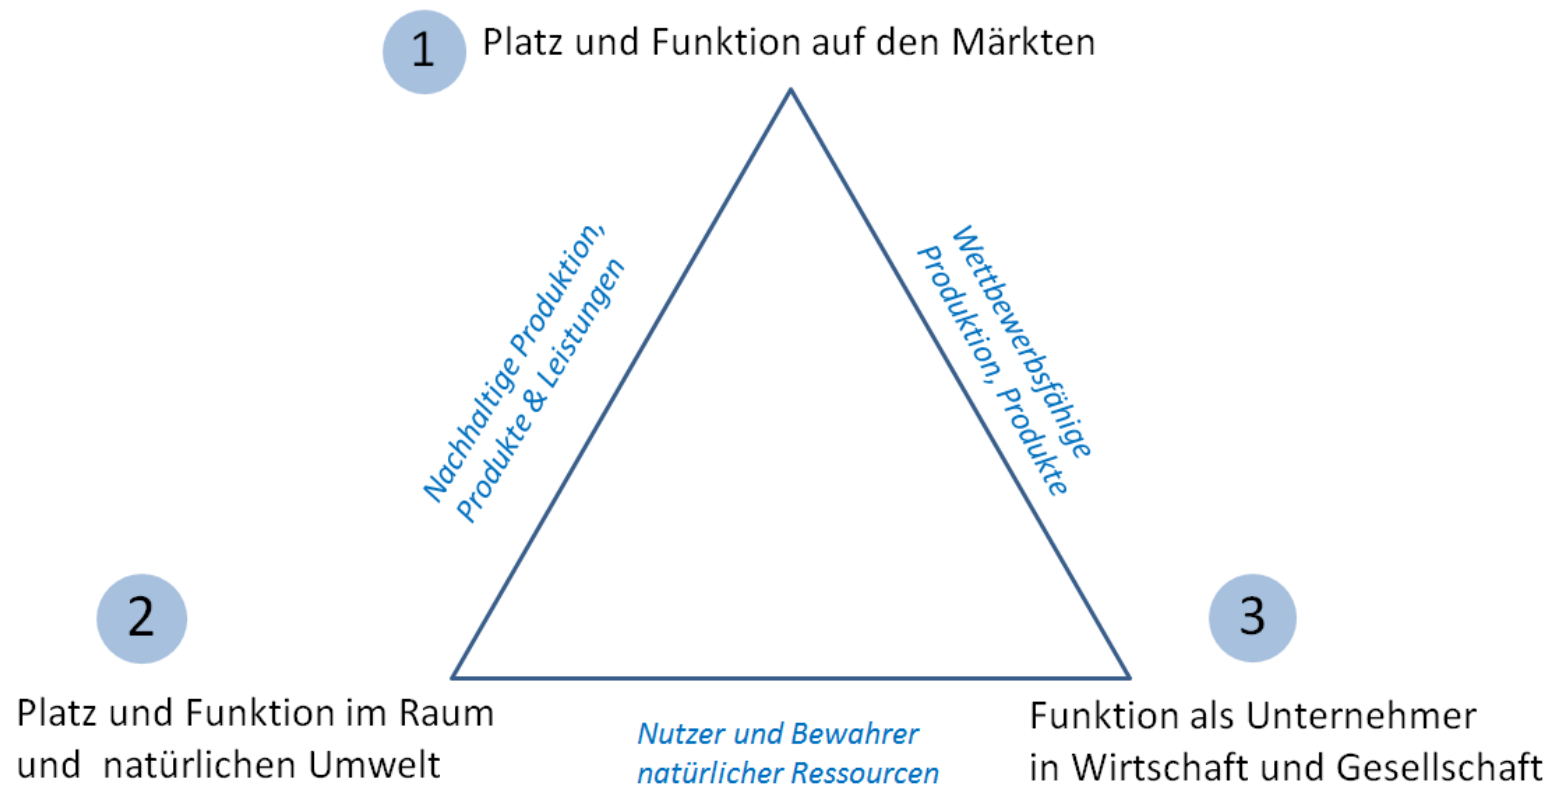 1
Platz und Funktion auf den Märkten
Nachhaltige Produktion,
Produkte & Leistungen
Wettbewerbsfähige
Produktion, Produkte
2
Platz und Funktion im Raum
und natürlichen Umwelt
Nutzer und Bewahrer
natürlicher Ressourcen
3
Funktion als Unternehmer
in Wirtschaft und Gesellschaft